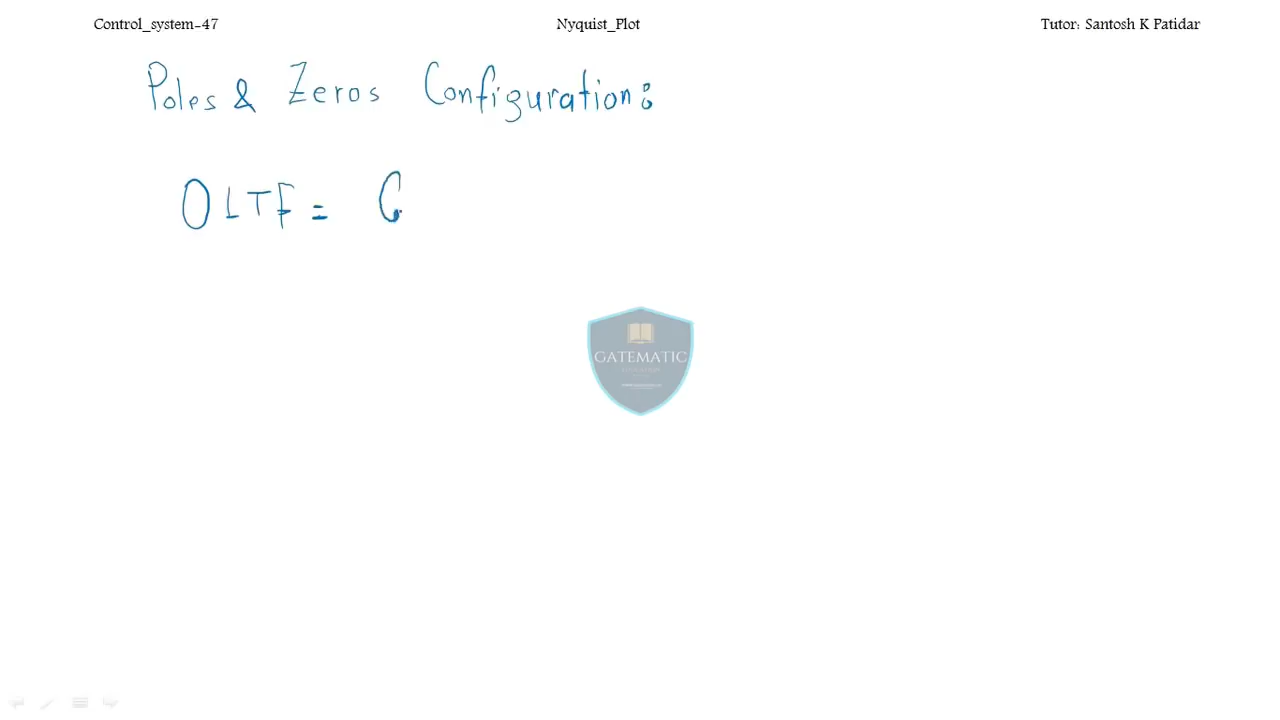 Control_system-47 Nyquist_Plot Tutor: Santosh K Patidar
Poles & Zeros Configuration:
OLTF = G
GATEMATIC